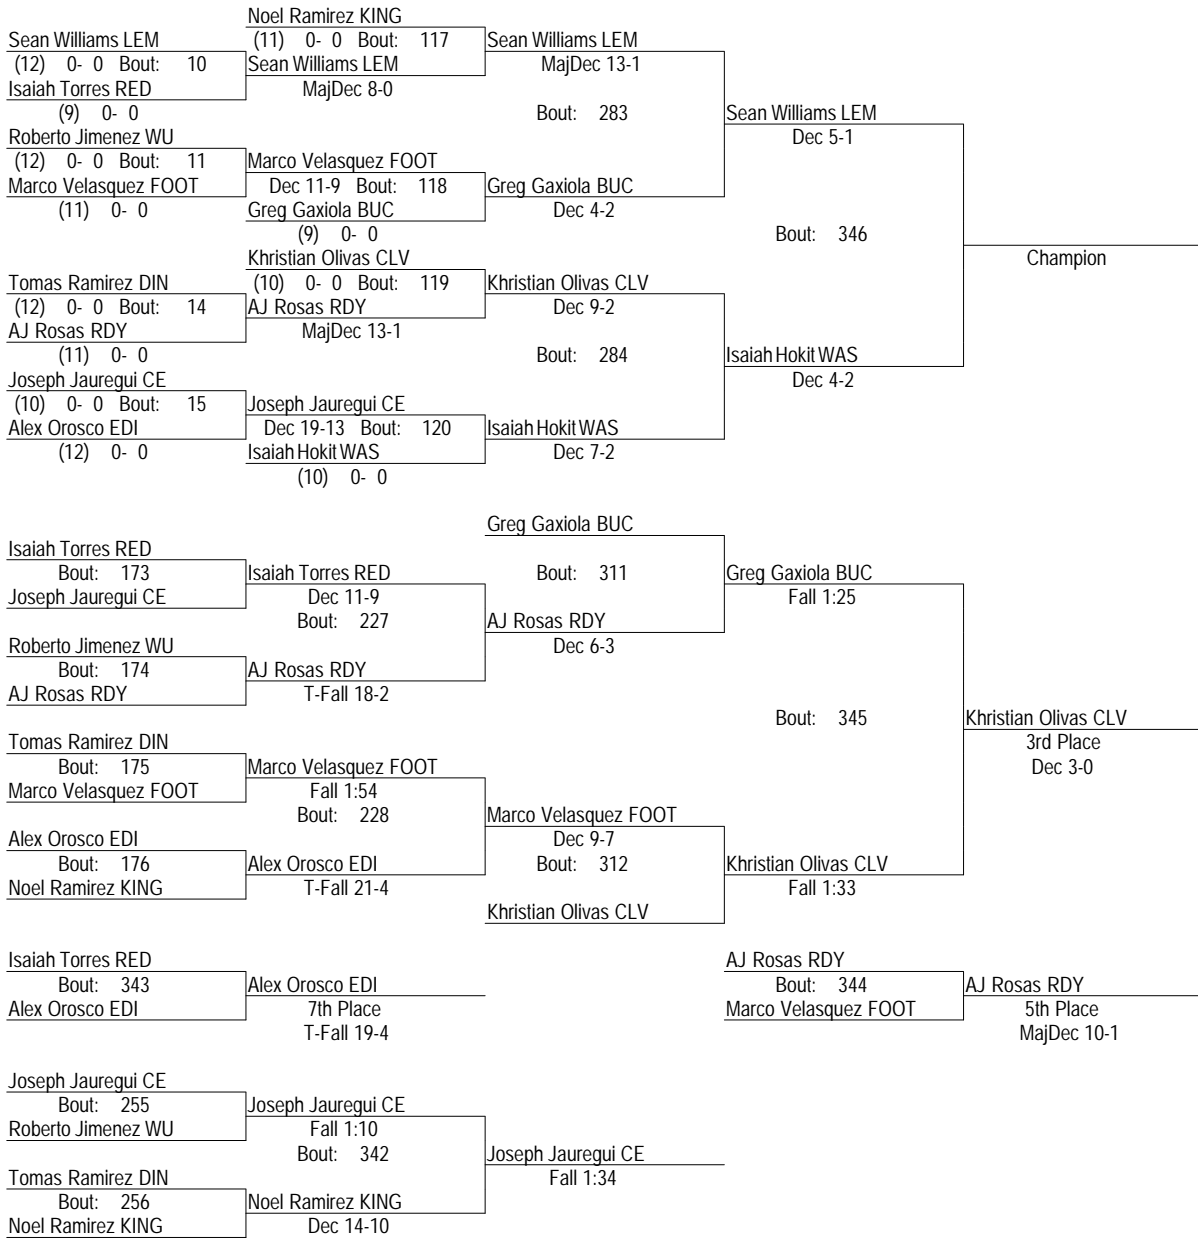 Noel Ramirez KING
Sean Williams LEM (11) 0- 0 Bout: 117 Sean Williams LEM
(12) 0- 0 Bout: 10 Sean Williams LEM MajDec 13-1
Isaiah Torres RED MajDec 8-0
(9) 0- 0 Bout: 283 Sean Williams LEM
Roberto Jimenez WU Dec 5-1
(12) 0- 0 Bout: 11 Marco Velasquez FOOT
Marco Velasquez FOOT Dec 11-9 Bout: 118 Greg Gaxiola BUC
(11) 0- 0 Greg Gaxiola BUC Dec 4-2
(9) 0- 0 Bout: 346
Khristian Olivas CLV Champion
Tomas Ramirez DIN (10) 0- 0 Bout: 119 Khristian Olivas CLV
(12) 0- 0 Bout: 14 AJ Rosas RDY Dec 9-2
AJ Rosas RDY MajDec 13-1
(11) 0- 0 Bout: 284 Isaiah Hokit WAS
Joseph Jauregui CE Dec 4-2
(10) 0- 0 Bout: 15 Joseph Jauregui CE
Alex Orosco EDI Dec 19-13 Bout: 120 Isaiah Hokit WAS
(12) 0- 0 Isaiah Hokit WAS Dec 7-2
(10) 0- 0
Greg Gaxiola BUC
Isaiah Torres RED
Bout: 173 Isaiah Torres RED Bout: 311 Greg Gaxiola BUC
Joseph Jauregui CE Dec 11-9 Fall 1:25
Bout: 227 AJ Rosas RDY
Roberto Jimenez WU Dec 6-3
Bout: 174 AJ Rosas RDY
AJ Rosas RDY T-Fall 18-2
Bout: 345 Khristian Olivas CLV
Tomas Ramirez DIN 3rd Place
Bout: 175 Marco Velasquez FOOT Dec 3-0
Marco Velasquez FOOT Fall 1:54
Bout: 228 Marco Velasquez FOOT
Alex Orosco EDI Dec 9-7
Bout: 176 Alex Orosco EDI Bout: 312 Khristian Olivas CLV
Noel Ramirez KING T-Fall 21-4 Fall 1:33
Khristian Olivas CLV
Isaiah Torres RED AJ Rosas RDY
Bout: 343 Alex Orosco EDI Bout: 344 AJ Rosas RDY
Alex Orosco EDI 7th Place Marco Velasquez FOOT 5th Place
T-Fall 19-4 MajDec 10-1
Joseph Jauregui CE
Bout: 255 Joseph Jauregui CE
Roberto Jimenez WU Fall 1:10
Bout: 342 Joseph Jauregui CE
Tomas Ramirez DIN Fall 1:34
Bout: 256 Noel Ramirez KING
Noel Ramirez KING Dec 14-10